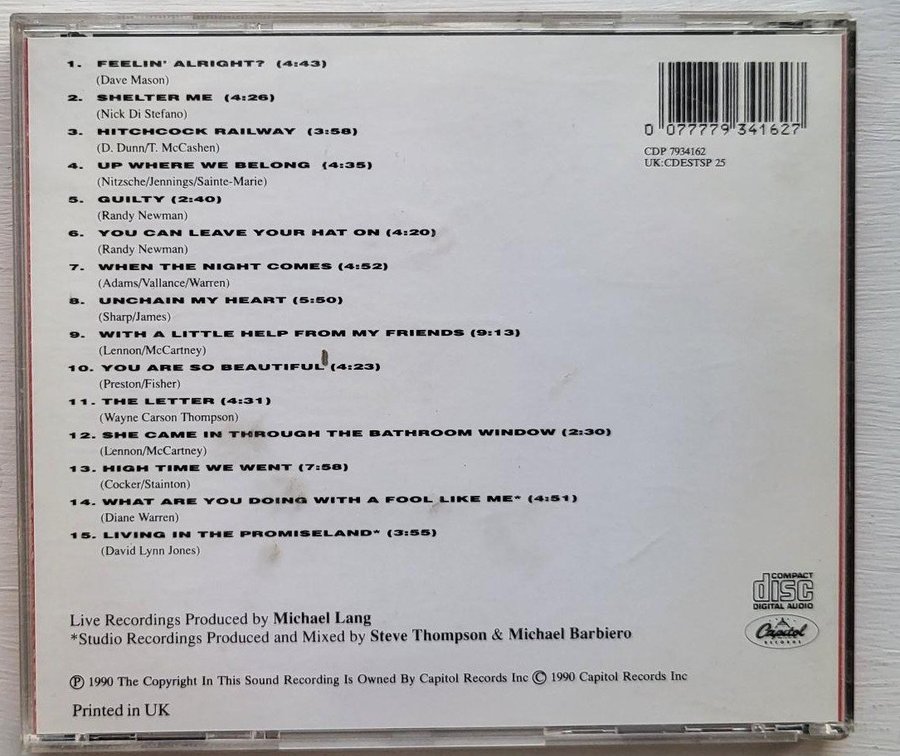 1. FEELIN' ALRIGHT? (4:43)
(Dave Mason)
2. SHELTER ME (4:26)
(Nick Di Stefano)
3. HITCHCOCK RAILWAY (3:58)
(D. Dunn/T. McCashen)
4. UP WHERE WE BELONG (4:35)
(Nitzsche/Jennings/Sainte-Marie)
5. GUILTY (2:40)
(Randy Newman)
6. YOU CAN LEAVE YOUR HAT ON (4:20)
(Randy Newman)
7. WHEN THE NIGHT COMES (4:52)
(Adams/Vallance/Warren)
8. UNCHAIN MY HEART (5:50)
(Sharp/James)
9. WITH A LITTLE HELP FROM MY FRIENDS (9:13)
(Lennon/McCartney)
10. YOU ARE SO BEAUTIFUL (4:23)
(Preston/Fisher)
11. THE LETTER (4:31)
(Wayne Carson Thompson)
12. SHE CAME IN THROUGH THE BATHROOM WINDOW (2:30)
(Lennon/McCartney)
13. HIGH TIME WE WENT (7:58)
(Cocker/Stainton)
14. WHAT ARE YOU DOING WITH A FOOL LIKE ME* (4:51)
(Diane Warren)
15. LIVING IN THE PROMISELAND* (3:55)
(David Lynn Jones)
0 077779 341627
CDP 7934162
UK:CDESTSP 25
Live Recordings Produced by Michael Lang
*Studio Recordings Produced and Mixed by Steve Thompson & Michael Barbiero
℗ 1990 The Copyright In This Sound Recording Is Owned By Capitol Records Inc © 1990 Capitol Records Inc
Printed in UK
COMPACT
disc
DIGITAL AUDIO
Capitol
RECORDS